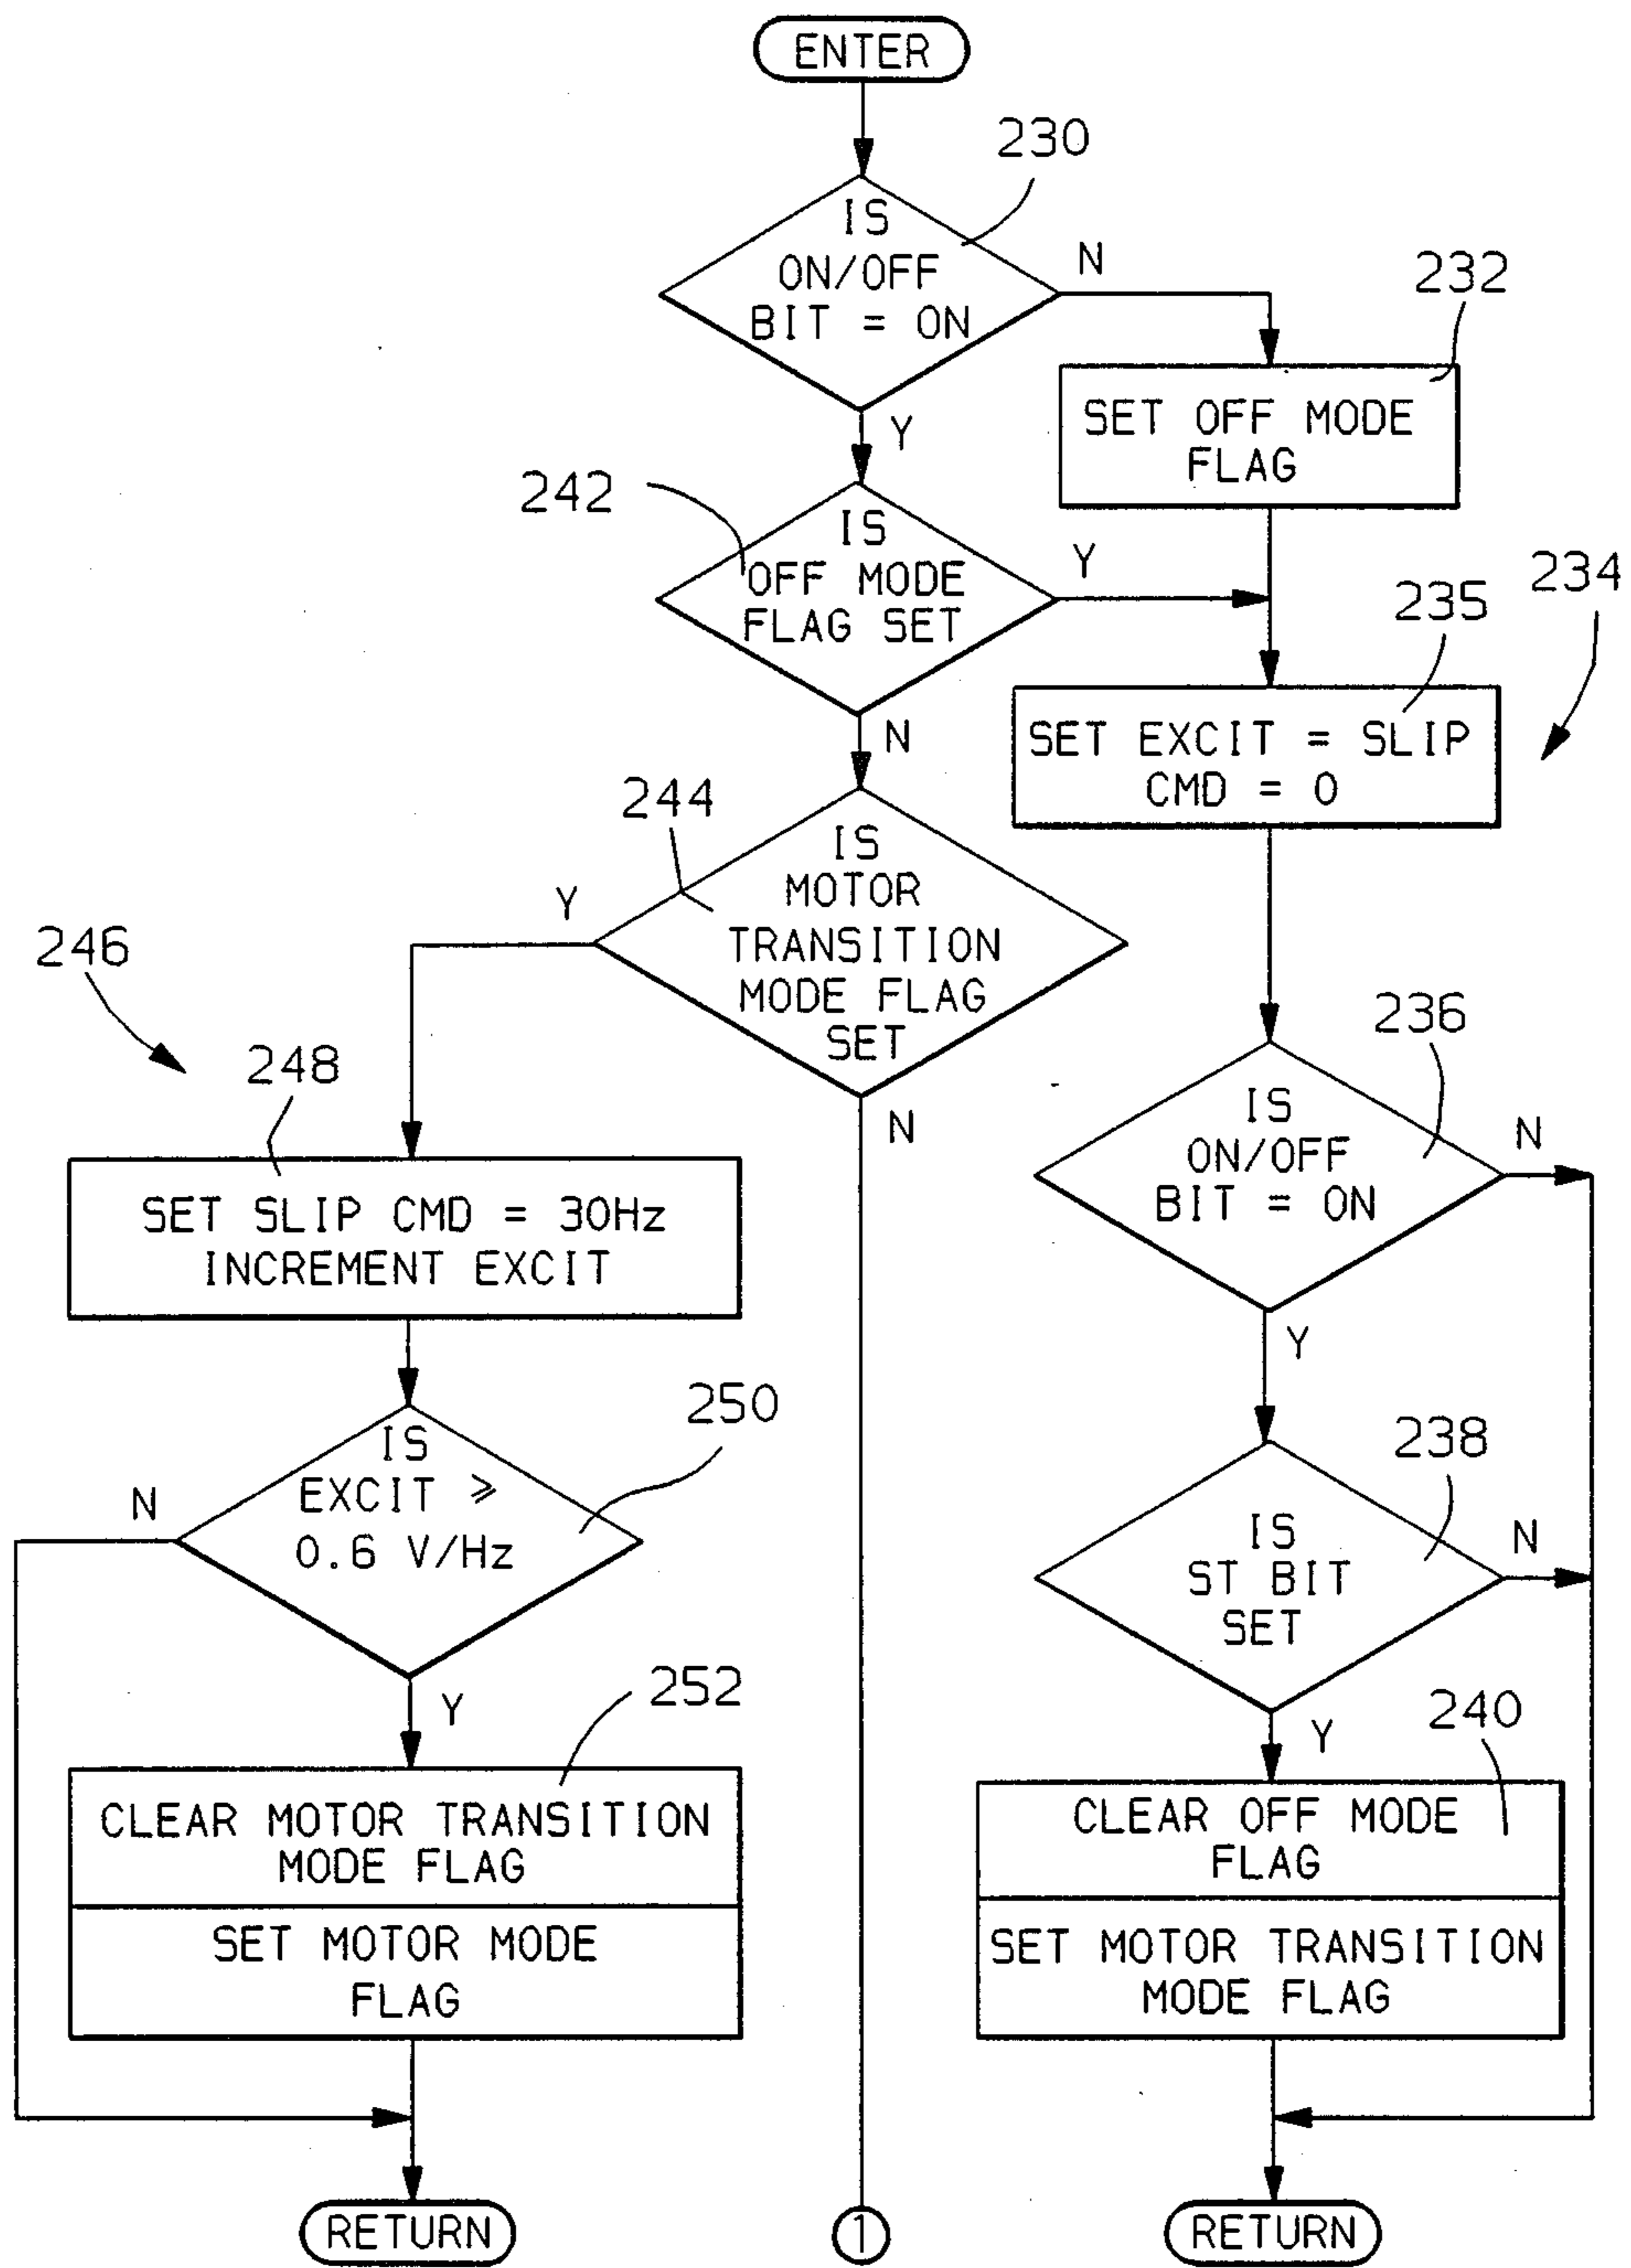 ENTER
230
IS
ON/OFF
BIT = ON
N
Y
232
SET OFF MODE
FLAG
242
IS
OFF MODE
FLAG SET
Y
N
234
235
SET EXCIT = SLIP
CMD = 0
244
IS
MOTOR
TRANSITION
MODE FLAG
SET
Y
N
246
248
SET SLIP CMD = 30Hz
INCREMENT EXCIT
236
IS
ON/OFF
BIT = ON
N
Y
250
IS
EXCIT ⩾
0.6 V/Hz
N
Y
238
IS
ST BIT
SET
N
Y
252
CLEAR MOTOR TRANSITION
MODE FLAG
SET MOTOR MODE
FLAG
240
CLEAR OFF MODE
FLAG
SET MOTOR TRANSITION
MODE FLAG
RETURN
1
RETURN